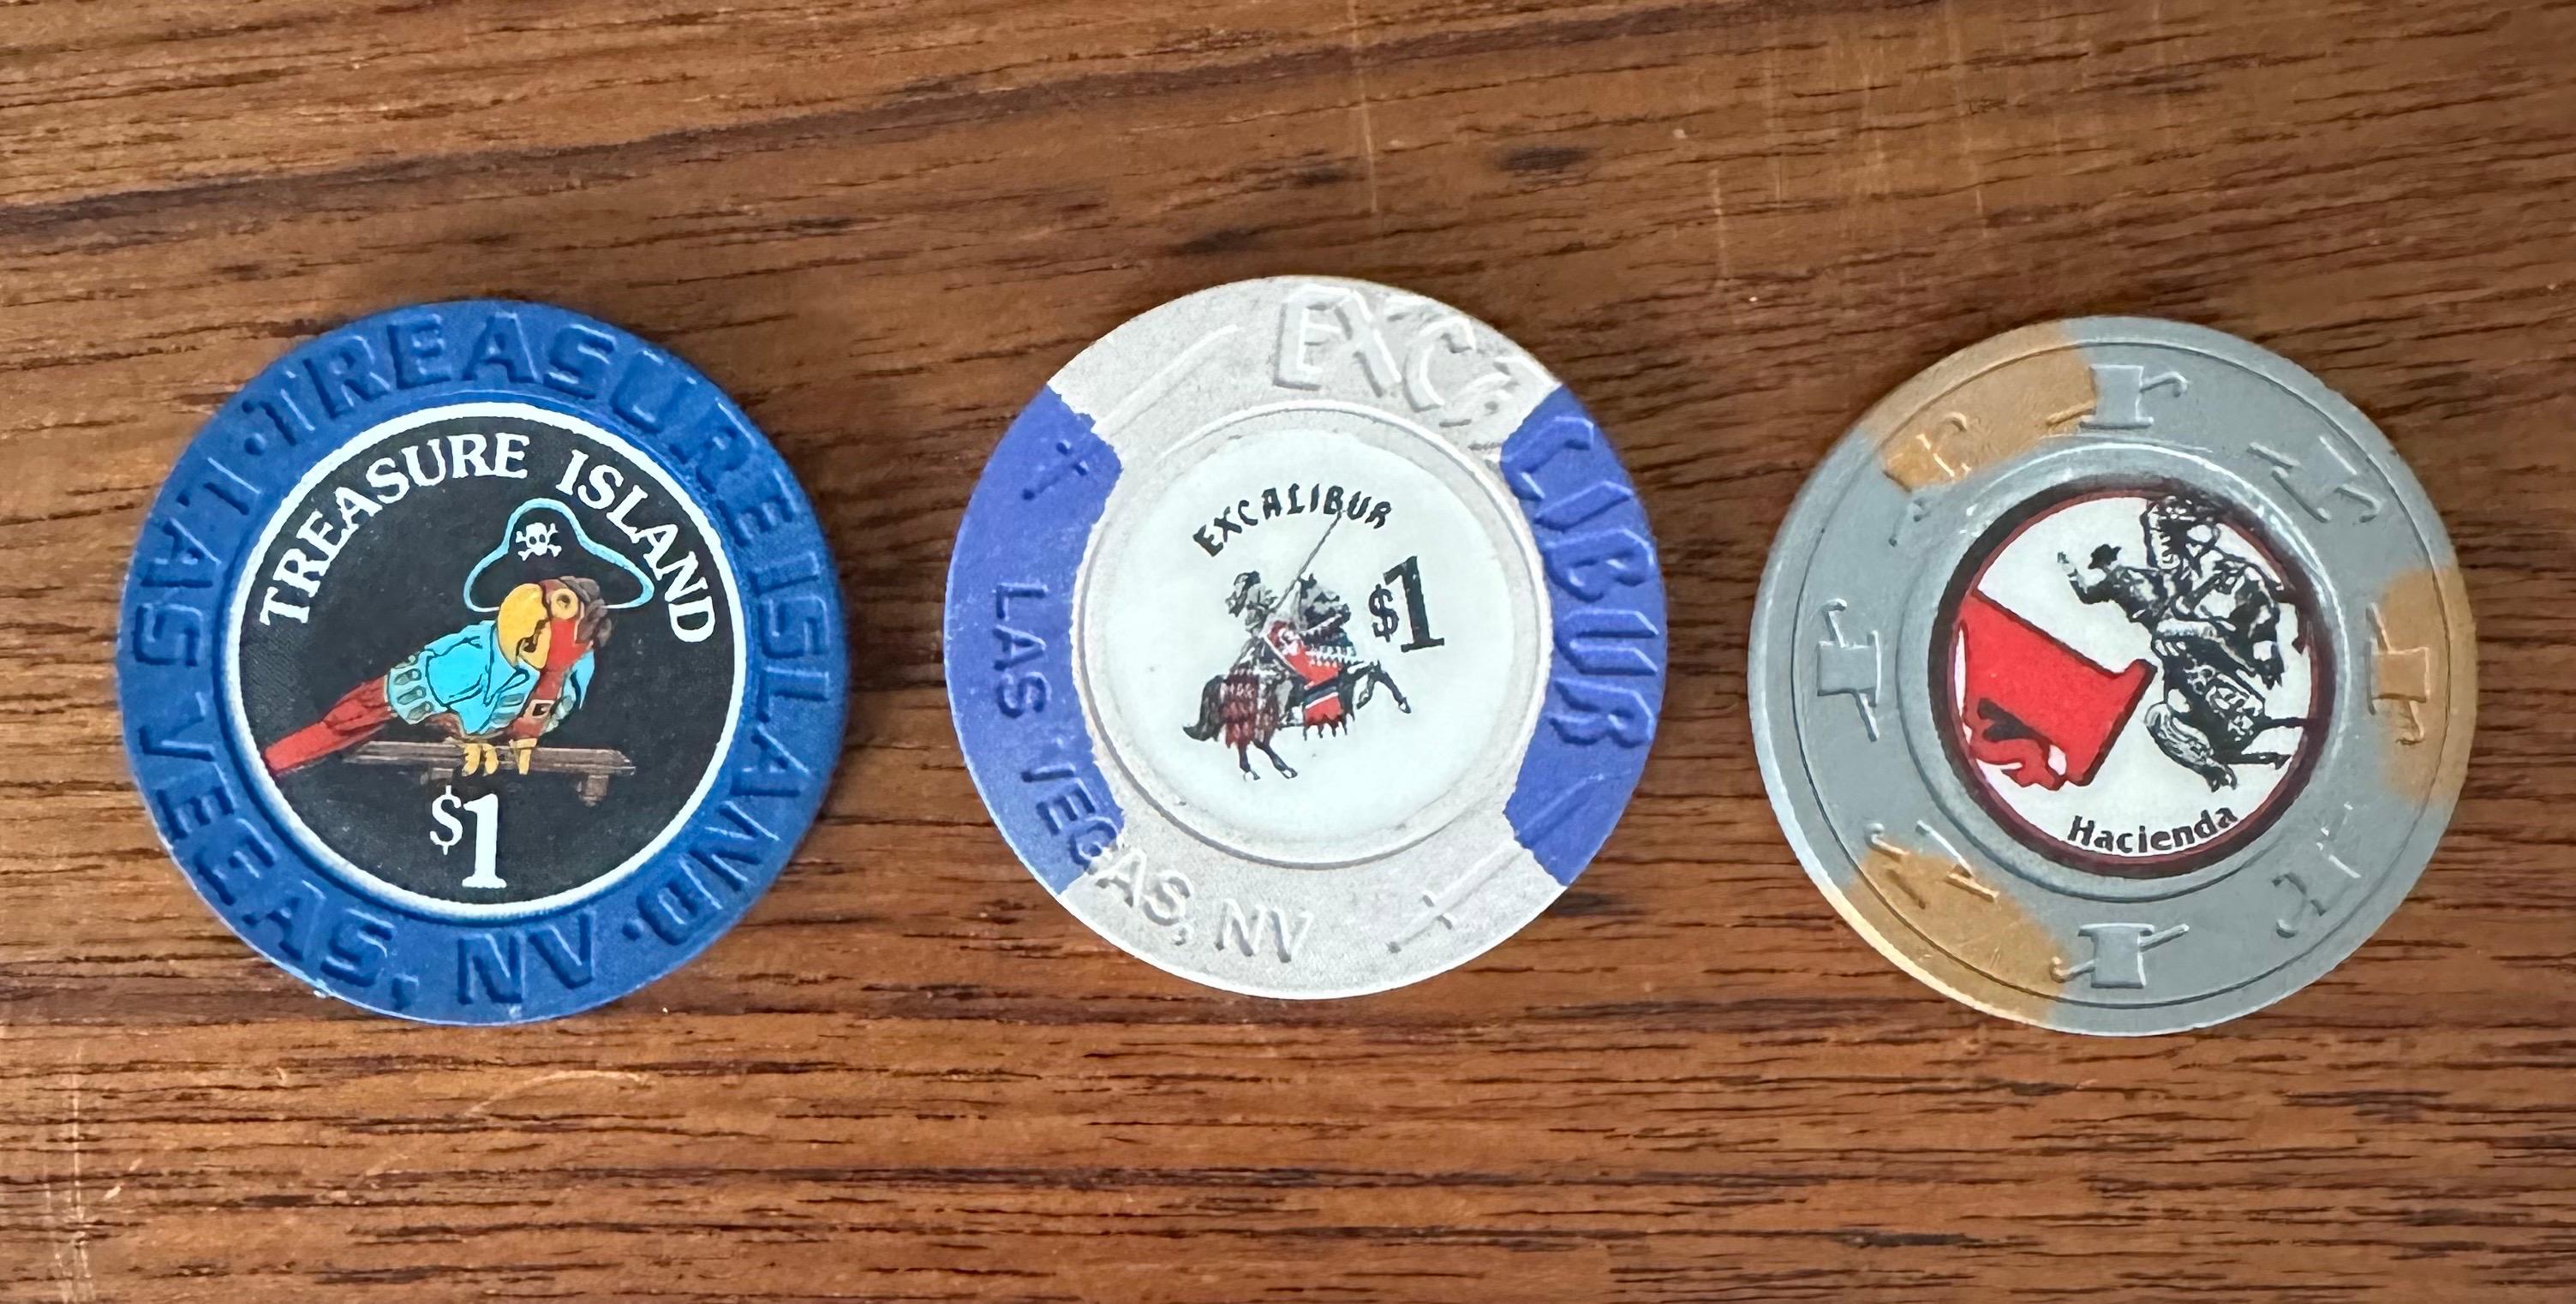 TREASURE ISLAND • LAS VEGAS, NV •
TREASURE ISLAND
$1
EXCALIBUR
LAS VEGAS, NV
EXCALIBUR
$1
Hacienda